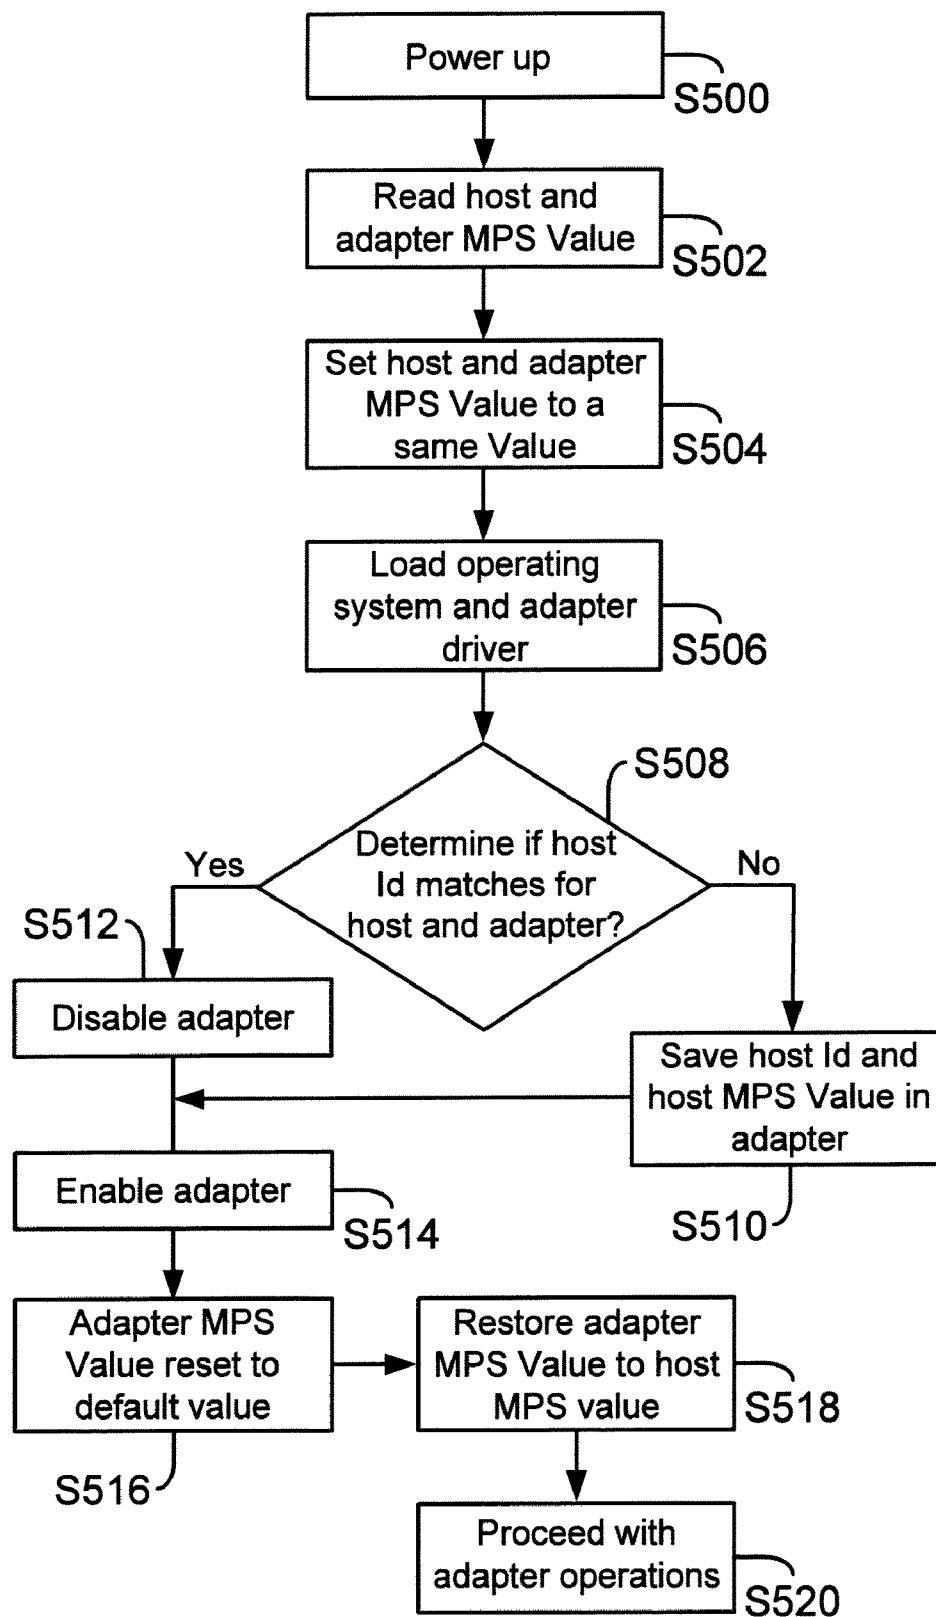 Power up
S500
Read host and
adapter MPS Value
S502
Set host and adapter
MPS Value to a
same Value
S504
Load operating
system and adapter
driver
S506
S508
Determine if host
Id matches for
host and adapter?
Yes
No
S512
Disable adapter
Save host Id and
host MPS Value in
adapter
S510
Enable adapter
S514
Adapter MPS
Value reset to
default value
S516
Restore adapter
MPS Value to host
MPS value
S518
Proceed with
adapter operations
S520